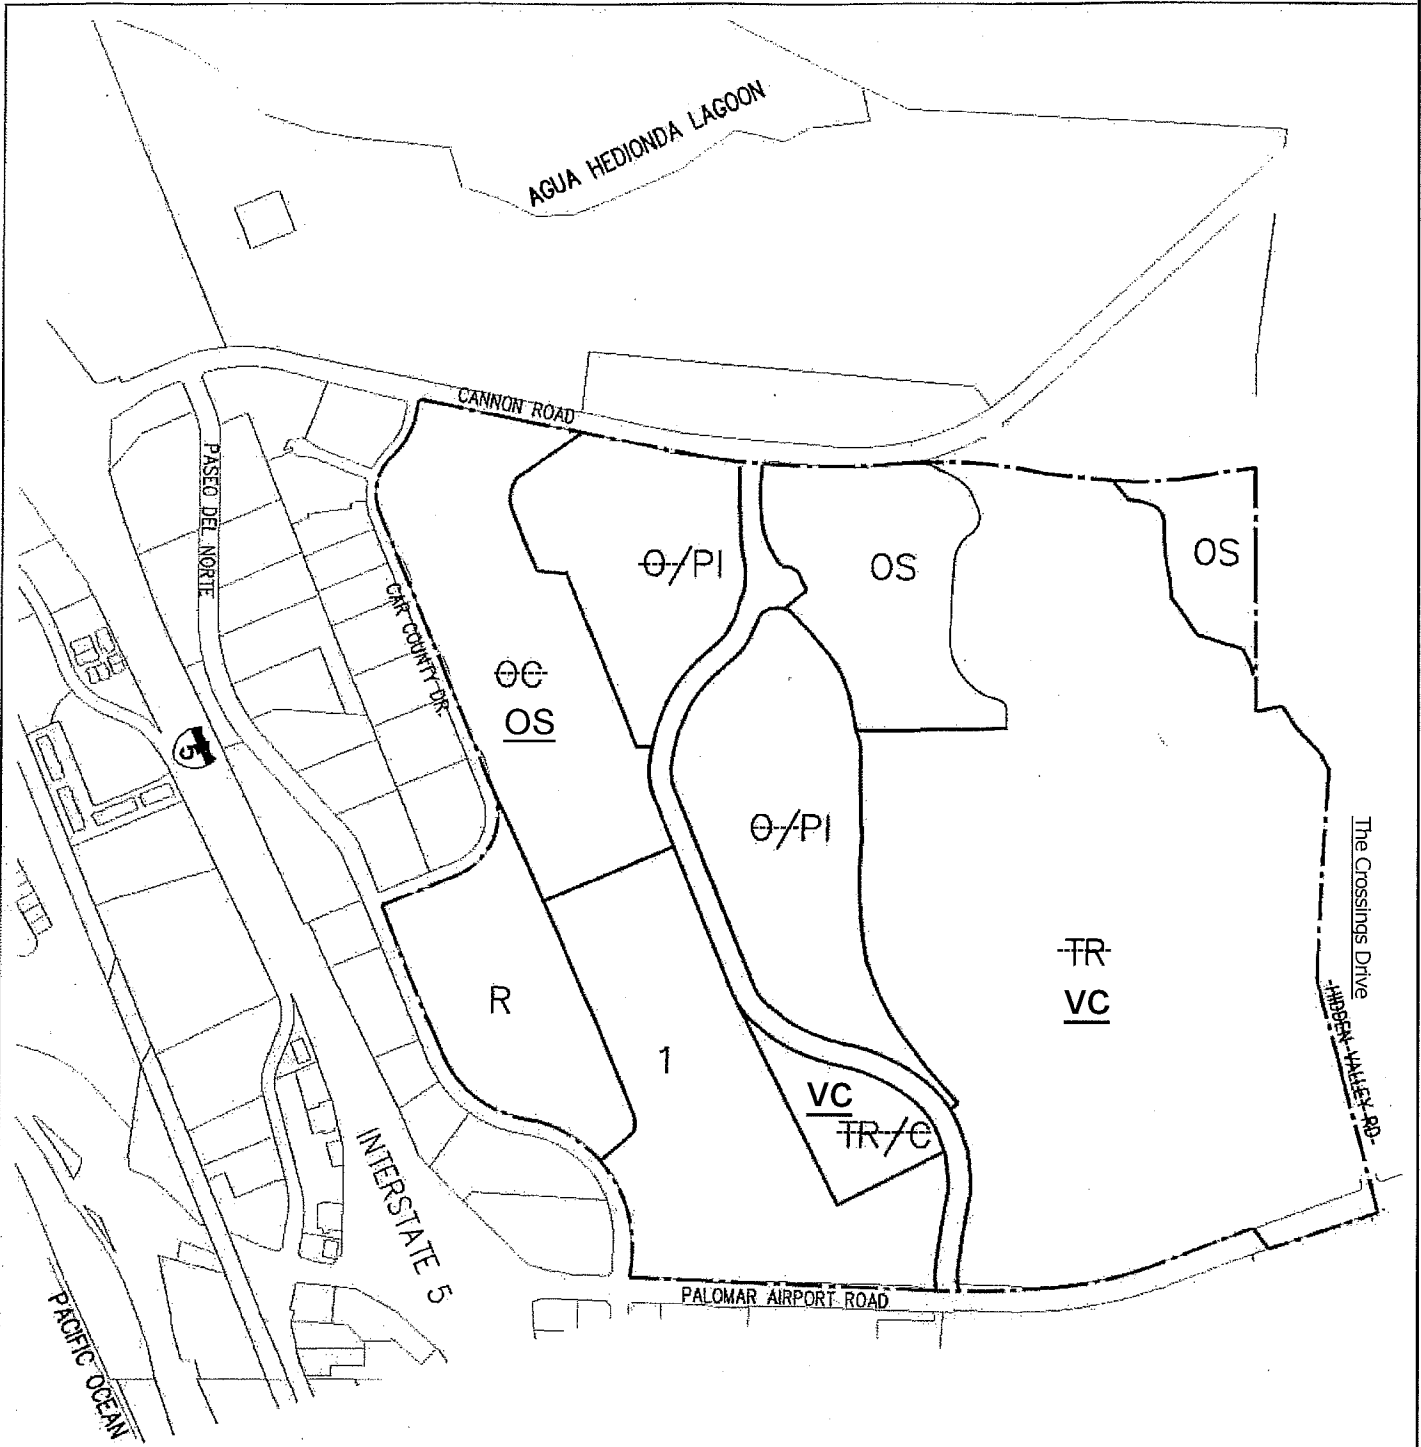 AGUA HEDIONDA LAGOON
CANNON ROAD
PASEO DEL NORTE
CAR COUNTY DR.
O/PI
OS
OS
OC
OS
5
O/PI
The Crossings Drive
TR
VC
HIDDEN VALLEY RD
R
1
VC
TR/C
INTERSTATE 5
PALOMAR AIRPORT ROAD
PACIFIC OCEAN